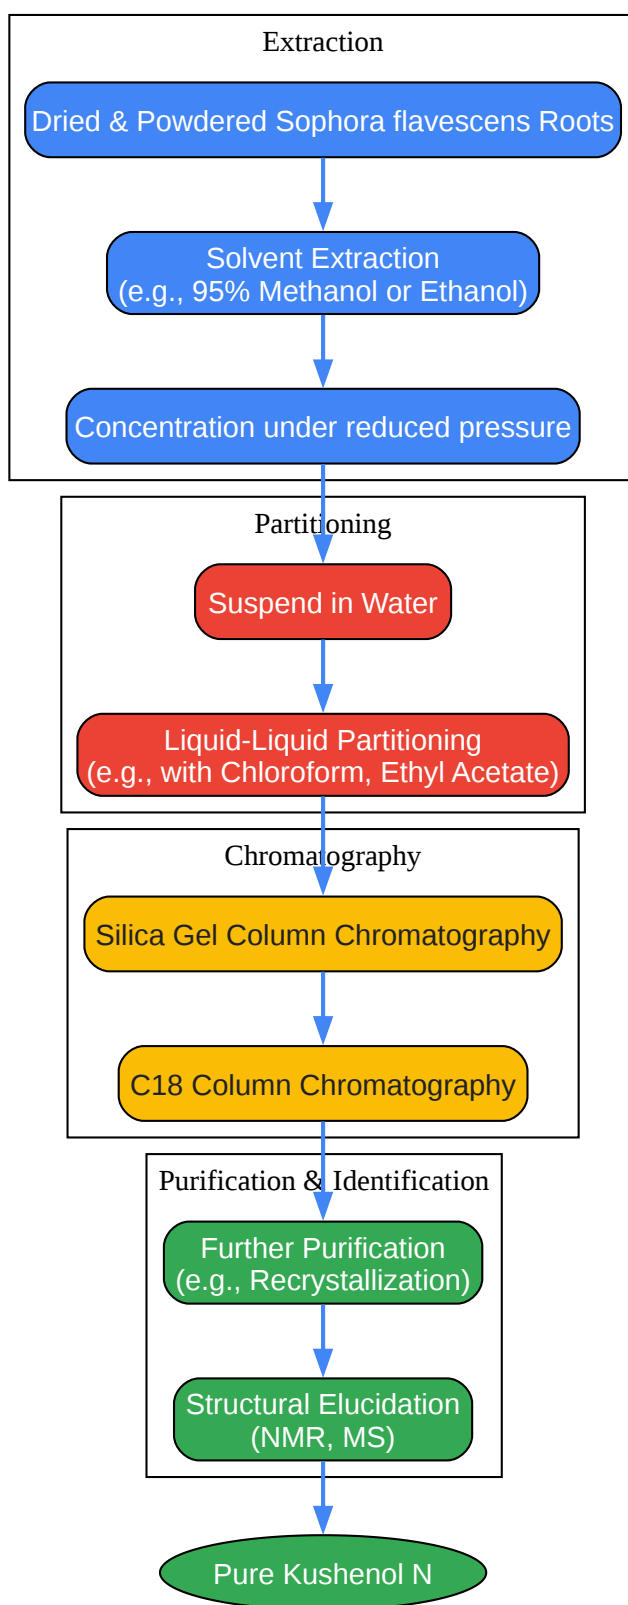 Extraction
Dried & Powdered Sophora flavescens Roots
Solvent Extraction
(e.g., 95% Methanol or Ethanol)
Concentration under reduced pressure
Partitioning
Suspend in Water
Liquid-Liquid Partitioning
(e.g., with Chloroform, Ethyl Acetate)
Chromatography
Silica Gel Column Chromatography
C18 Column Chromatography
Purification & Identification
Further Purification
(e.g., Recrystallization)
Structural Elucidation
(NMR, MS)
Pure Kushenol N